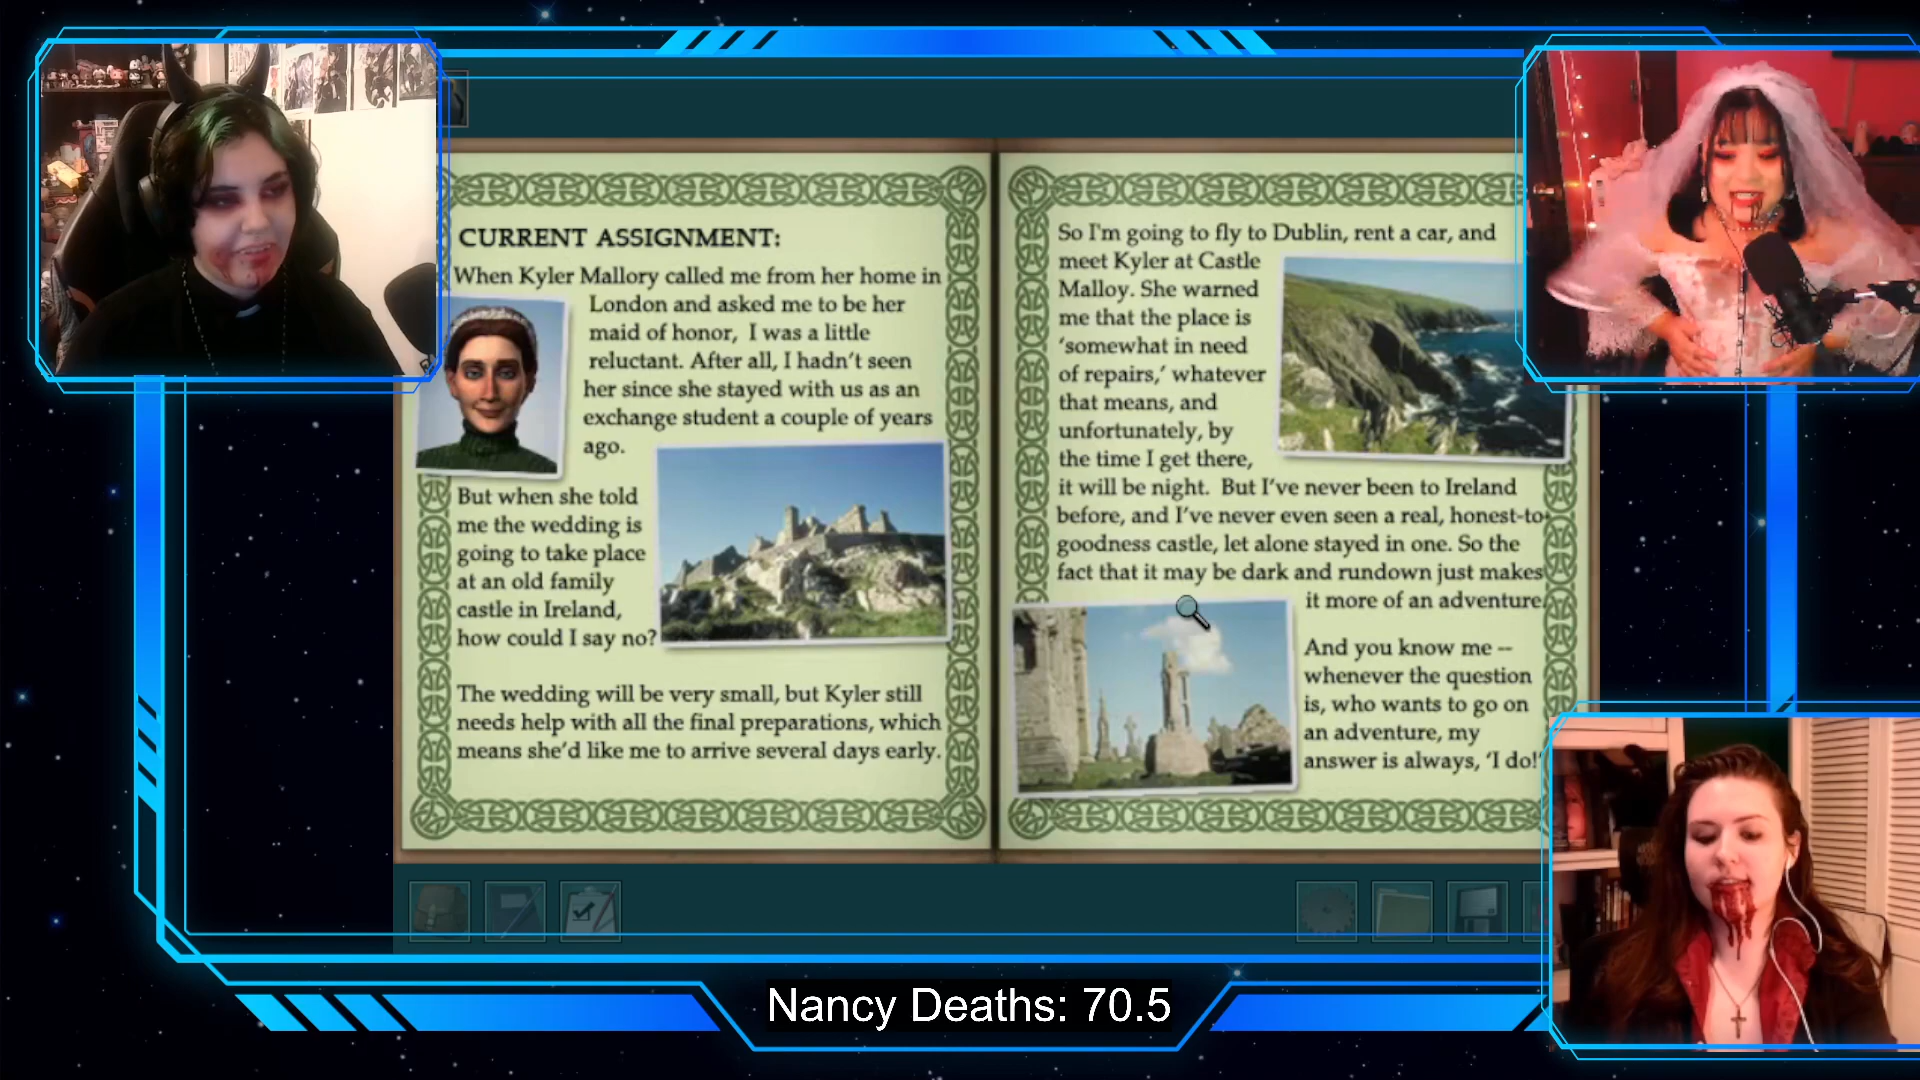 CURRENT ASSIGNMENT:
When Kyler Mallory called me from her home in
London and asked me to be her
maid of honor, I was a little
reluctant. After all, I hadn't seen
her since she stayed with us as an
exchange student a couple of years
ago.
But when she told
me the wedding is
going to take place
at an old family
castle in Ireland,
how could I say no?
The wedding will be very small, but Kyler still
needs help with all the final preparations, which
means she'd like me to arrive several days early.
So I'm going to fly to Dublin, rent a car, and
meet Kyler at Castle
Malloy. She warned
me that the place is
'somewhat in need
of repairs,' whatever
that means, and
unfortunately, by
the time I get there,
it will be night. But I've never been to Ireland
before, and I've never even seen a real, honest-to-
goodness castle, let alone stayed in one. So the
fact that it may be dark and rundown just makes
it more of an adventure.
And you know me --
whenever the question
is, who wants to go on
an adventure, my
answer is always, 'I do!'
Nancy Deaths: 70.5